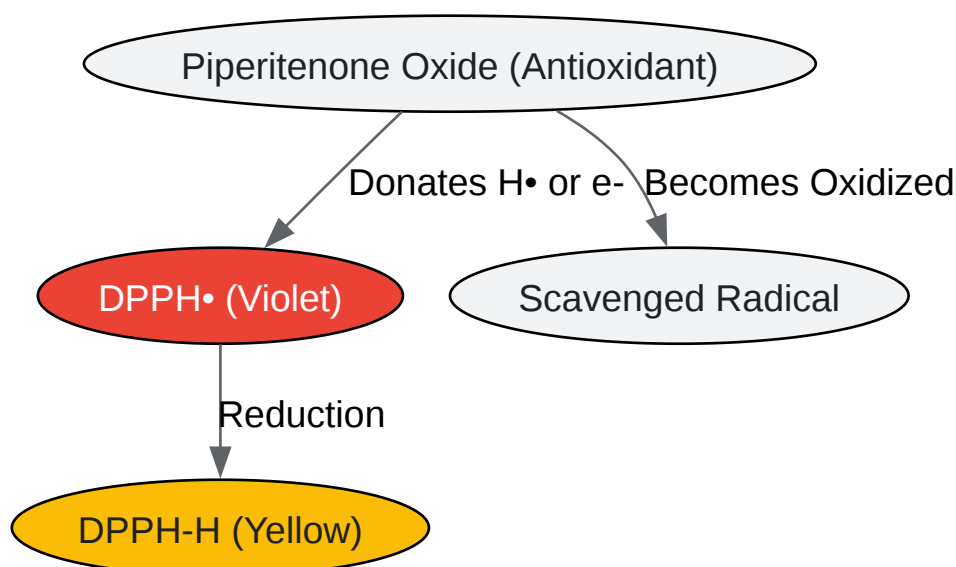 Piperitenone Oxide (Antioxidant)
Donates H• or e-
Becomes Oxidized
DPPH• (Violet)
Scavenged Radical
Reduction
DPPH-H (Yellow)